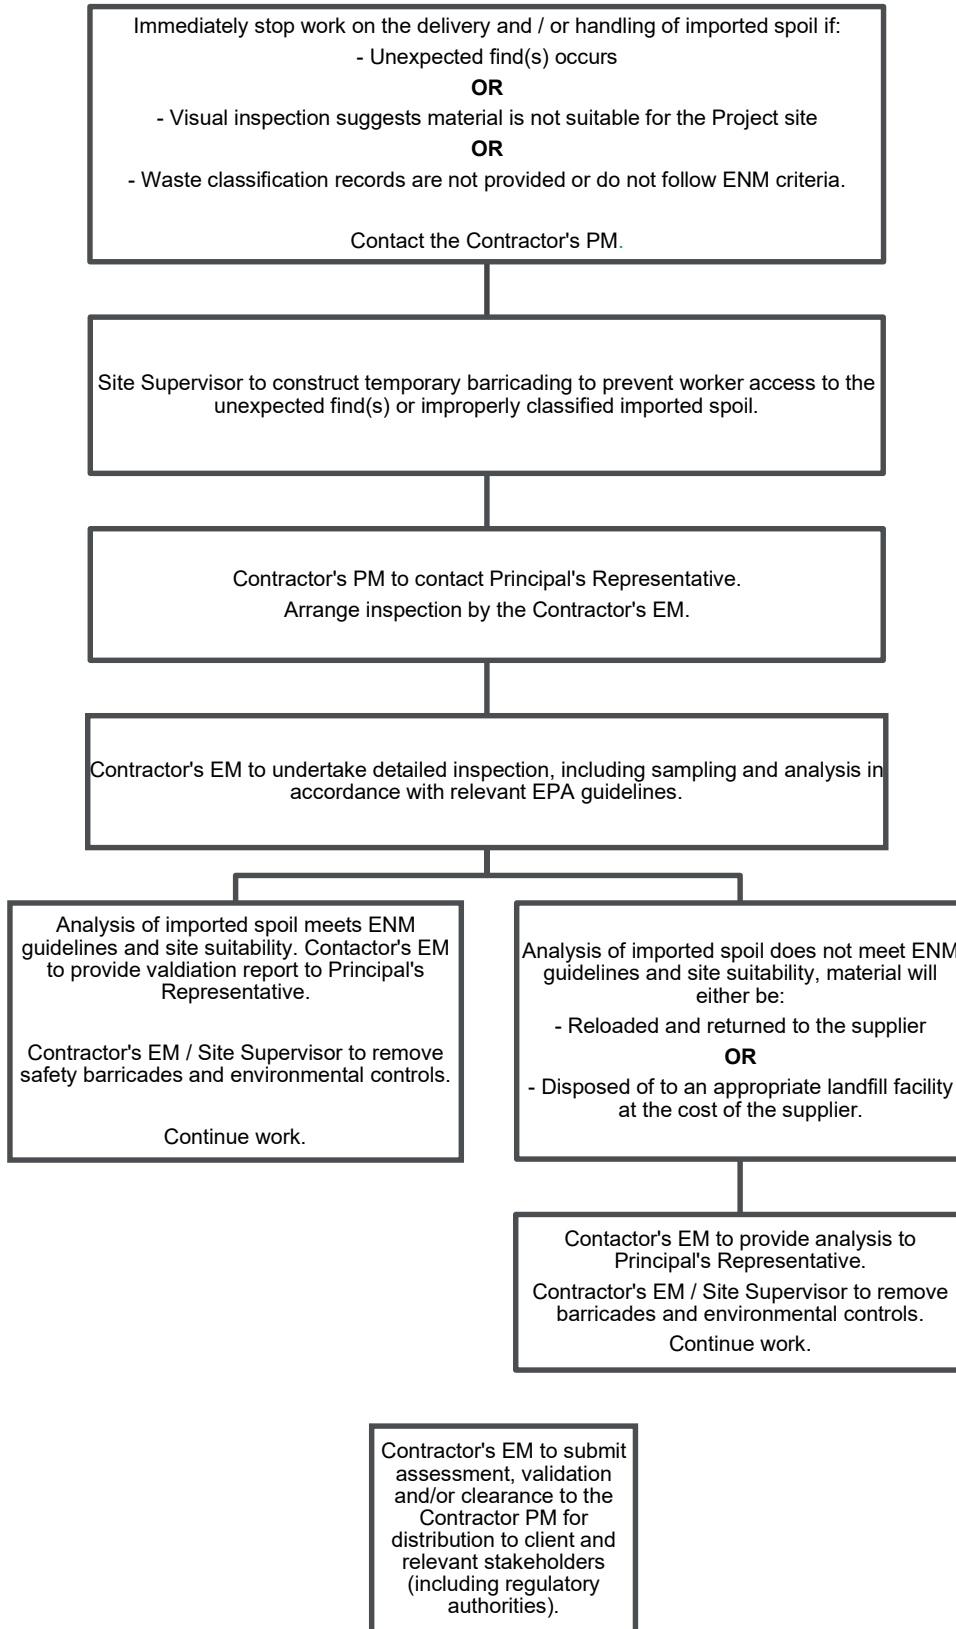 Immediately stop work on the delivery and / or handling of imported spoil if:
- Unexpected find(s) occurs
OR
- Visual inspection suggests material is not suitable for the Project site
OR
- Waste classification records are not provided or do not follow ENM criteria.
Contact the Contractor's PM.
Site Supervisor to construct temporary barricading to prevent worker access to the
unexpected find(s) or improperly classified imported spoil.
Contractor's PM to contact Principal's Representative.
Arrange inspection by the Contractor's EM.
Contractor's EM to undertake detailed inspection, including sampling and analysis in
accordance with relevant EPA guidelines.
Analysis of imported spoil meets ENM
guidelines and site suitability. Contactor's EM
to provide valdiation report to Principal's
Representative.
Contractor's EM / Site Supervisor to remove
safety barricades and environmental controls.
Continue work.
Analysis of imported spoil does not meet ENM
guidelines and site suitability, material will
either be:
- Reloaded and returned to the supplier
OR
- Disposed of to an appropriate landfill facility
at the cost of the supplier.
Contactor's EM to provide analysis to
Principal's Representative.
Contractor's EM / Site Supervisor to remove
barricades and environmental controls.
Continue work.
Contractor's EM to submit
assessment, validation
and/or clearance to the
Contractor PM for
distribution to client and
relevant stakeholders
(including regulatory
authorities).